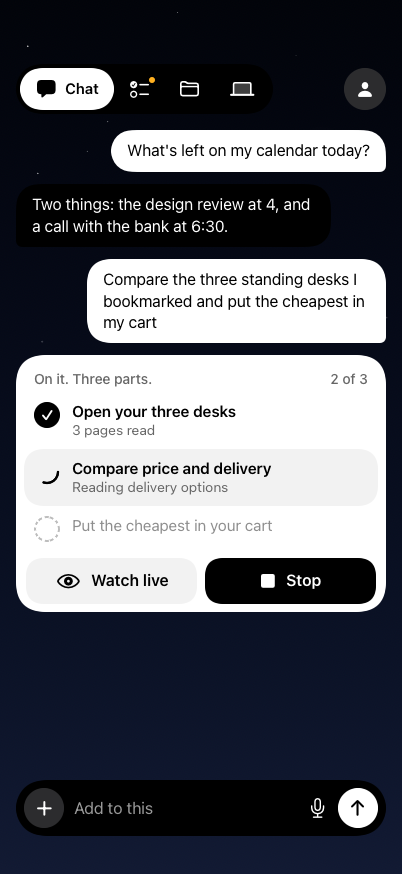 Chat
What's left on my calendar today?
Two things: the design review at 4, and
a call with the bank at 6:30.
Compare the three standing desks I
bookmarked and put the cheapest in
my cart
On it. Three parts.
2 of 3
Open your three desks
3 pages read
Compare price and delivery
Reading delivery options
Put the cheapest in your cart
Watch live
Stop
Add to this